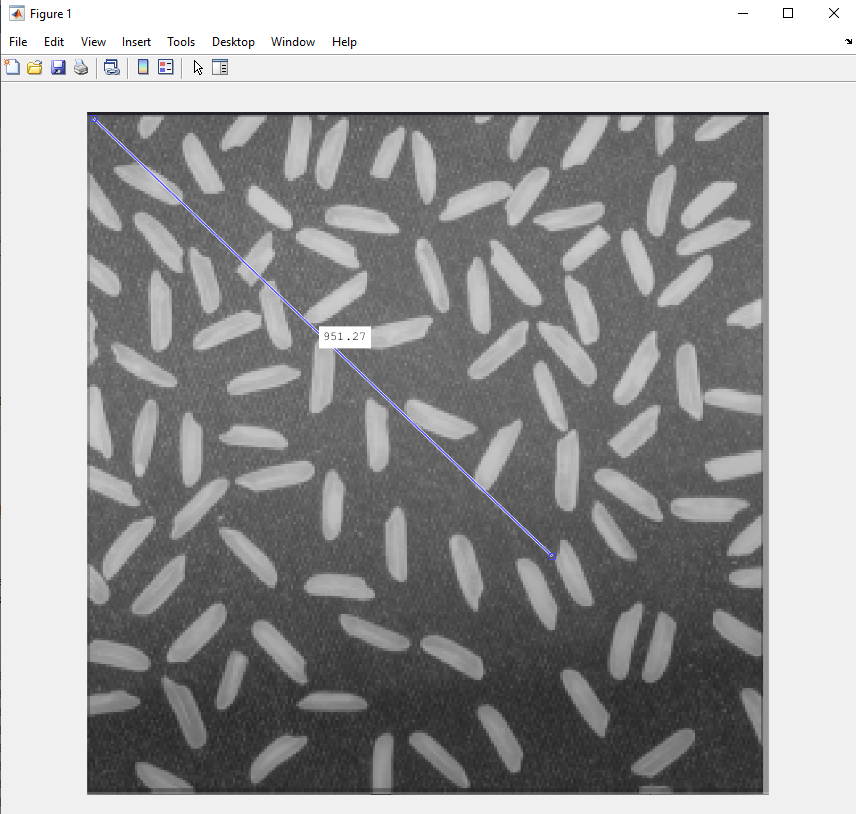 Figure 1
File Edit View Insert Tools Desktop Window Help
951.27